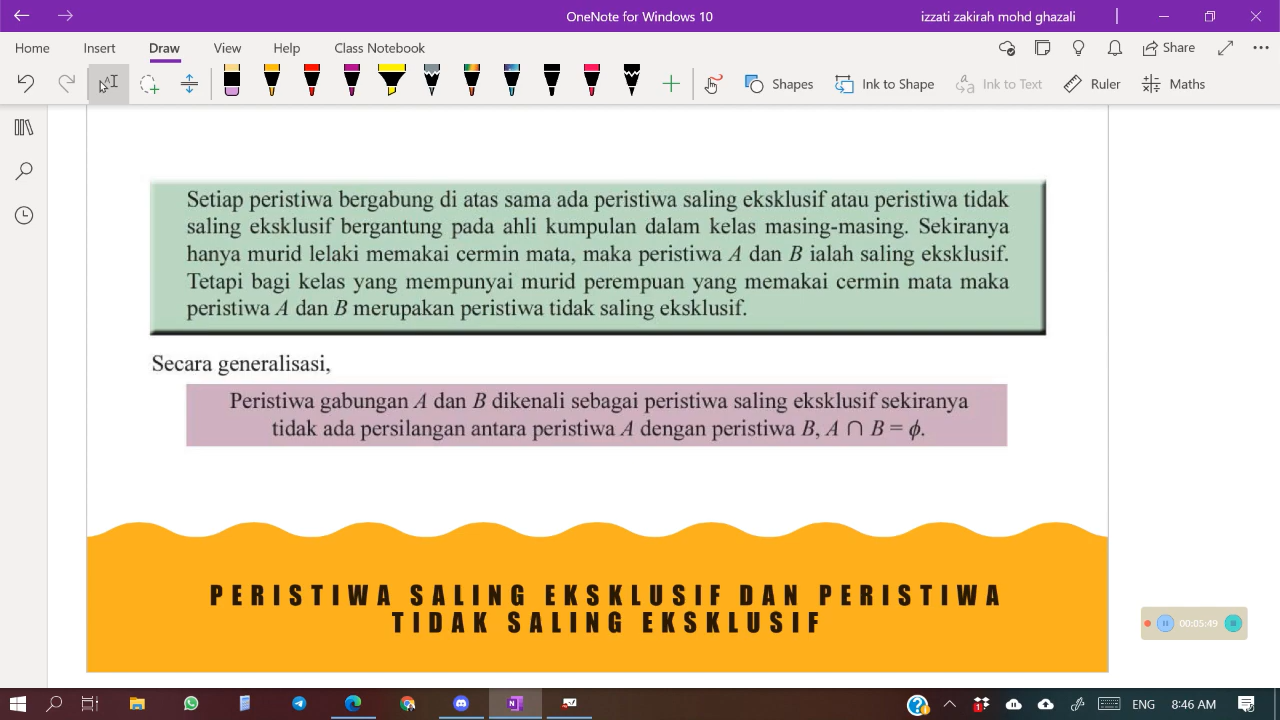 OneNote for Windows 10
izzati zakirah mohd ghazali
Home Insert Draw View Help Class Notebook
Share
Shapes Ink to Shape Ink to Text Ruler Maths
Setiap peristiwa bergabung di atas sama ada peristiwa saling eksklusif atau peristiwa tidak
saling eksklusif bergantung pada ahli kumpulan dalam kelas masing-masing. Sekiranya
hanya murid lelaki memakai cermin mata, maka peristiwa A dan B ialah saling eksklusif.
Tetapi bagi kelas yang mempunyai murid perempuan yang memakai cermin mata maka
peristiwa A dan B merupakan peristiwa tidak saling eksklusif.
Secara generalisasi,
Peristiwa gabungan A dan B dikenali sebagai peristiwa saling eksklusif sekiranya
tidak ada persilangan antara peristiwa A dengan peristiwa B, A ∩ B = ϕ.
PERISTIWA SALING EKSKLUSIF DAN PERISTIWA
TIDAK SALING EKSKLUSIF
00:05:49
ENG 8:46 AM